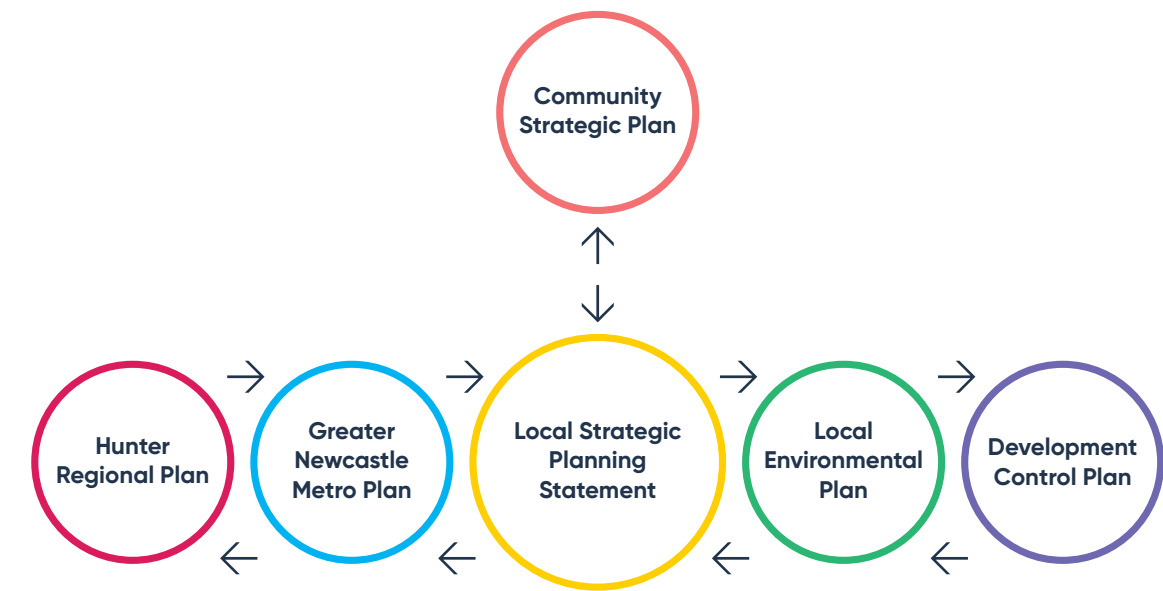 Community
Strategic Plan
Hunter
Regional Plan
Greater
Newcastle
Metro Plan
Local Strategic
Planning
Statement
Local
Environmental
Plan
Development
Control Plan